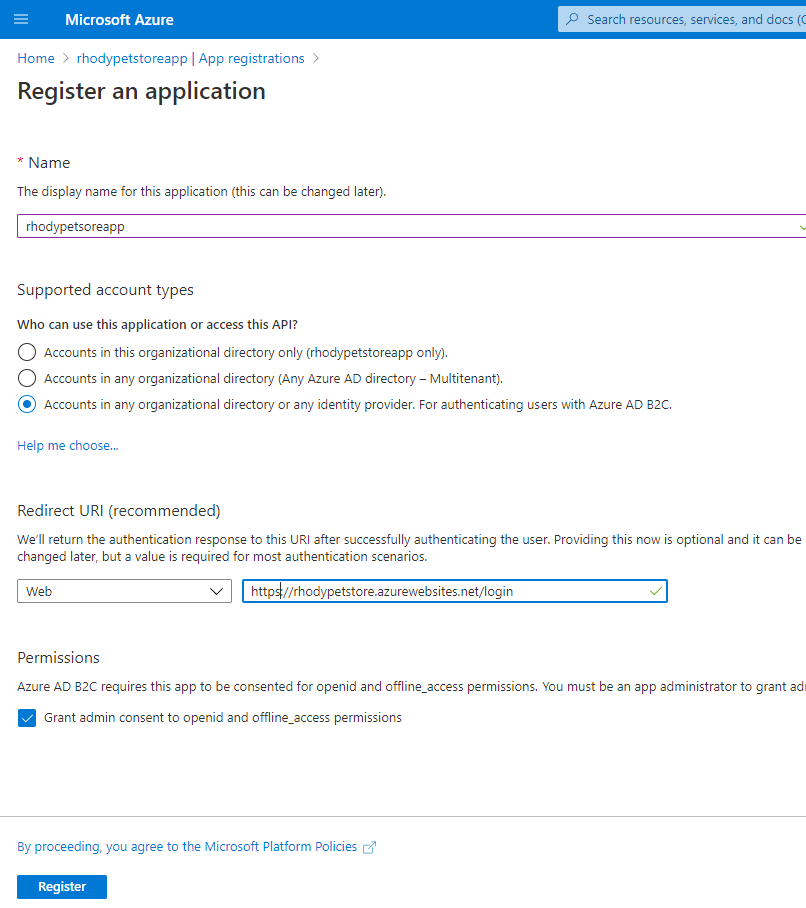 Microsoft Azure
Search resources, services, and docs (G
Home > rhodypetstoreapp | App registrations >
Register an application
* Name
The display name for this application (this can be changed later).
rhodypetsoreapp
Supported account types
Who can use this application or access this API?
Accounts in this organizational directory only (rhodypetstoreapp only).
Accounts in any organizational directory (Any Azure AD directory – Multitenant).
Accounts in any organizational directory or any identity provider. For authenticating users with Azure AD B2C.
Help me choose...
Redirect URI (recommended)
We'll return the authentication response to this URI after successfully authenticating the user. Providing this now is optional and it can be
changed later, but a value is required for most authentication scenarios.
Web https://rhodypetstore.azurewebsites.net/login
Permissions
Azure AD B2C requires this app to be consented for openid and offline_access permissions. You must be an app administrator to grant
Grant admin consent to openid and offline_access permissions
By proceeding, you agree to the Microsoft Platform Policies
Register